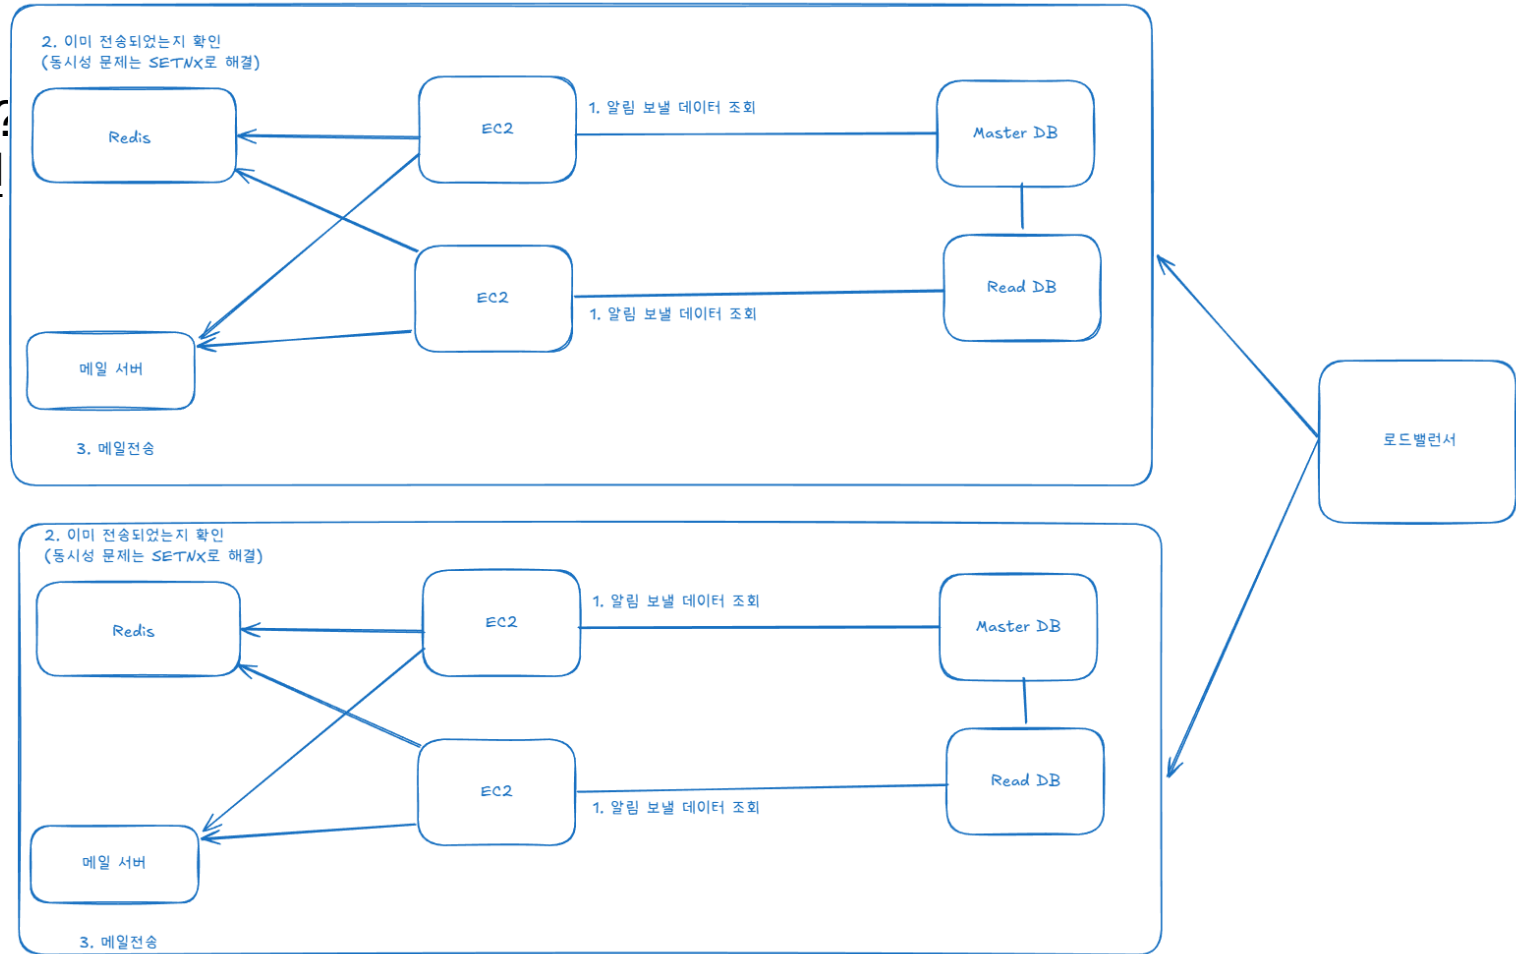 2. 이미 전송되었는지 확인
(동시성 문제는 SETNX로 해결)
Redis
EC2
1. 알림 보낼 데이터 조회
Master DB
EC2
1. 알림 보낼 데이터 조회
Read DB
메일 서버
3. 메일전송
로드밸런서
2. 이미 전송되었는지 확인
(동시성 문제는 SETNX로 해결)
Redis
EC2
1. 알림 보낼 데이터 조회
Master DB
EC2
1. 알림 보낼 데이터 조회
Read DB
메일 서버
3. 메일전송